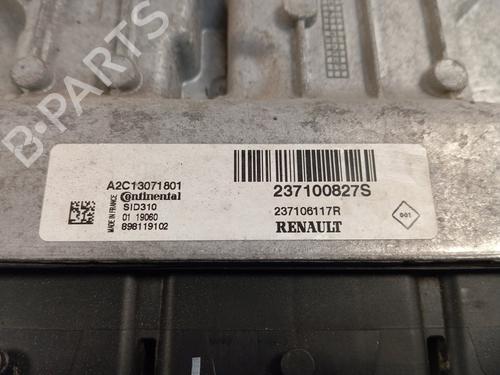 B-PARTS
A2C13071801
Continental
SID310
01 19060
898119102
MADE IN FRANCE
237100827S
237106117R
RENAULT
001